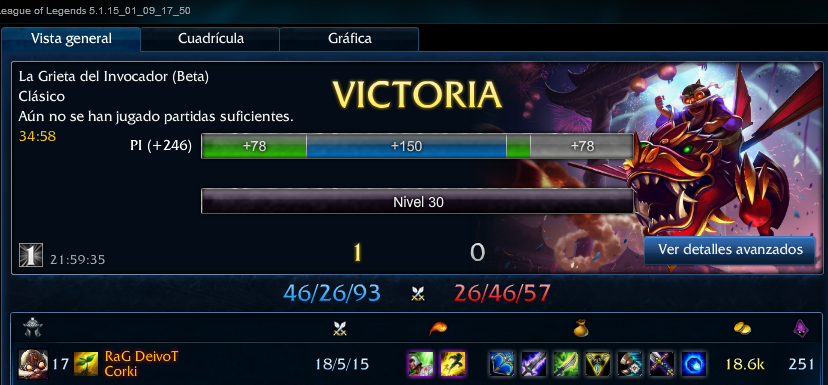 eague of Legends 5.1.15_01_09_17_50
Vista general
Cuadrícula
Gráfica
La Grieta del Invocador (Beta)
Clásico
Aún no se han jugado partidas suficientes.
34:58
VICTORIA
PI (+246)
+78
+150
+78
Nivel 30
1
21:59:35
1
0
Ver detalles avanzados
46/26/93
26/46/57
17
RaG DeivoT
Corki
18/5/15
18.6k
251